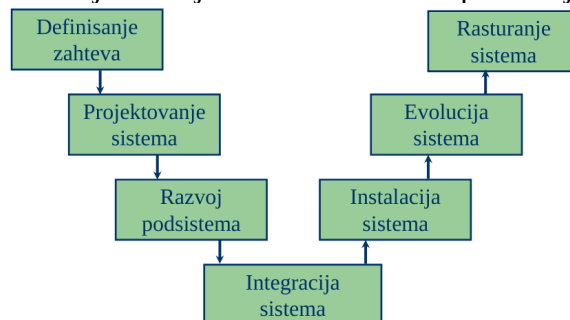 Definisanje
zahteva
Projektovanje
sistema
Razvoj
podsistema
Integracija
sistema
Instalacija
sistema
Evolucija
sistema
Rasturanje
sistema